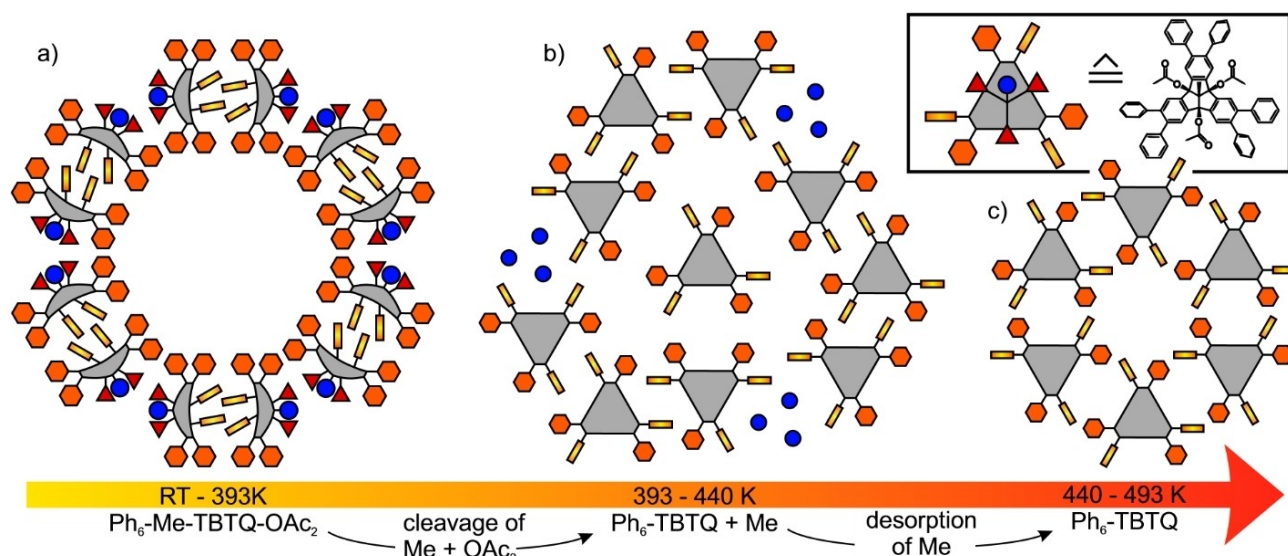 a)
b)
c)
O
O
O
O
O
O
RT - 393K
393 - 440 K
440 - 493 K
Ph₆-Me-TBTQ-OAc₂
cleavage of
Me + OAc₂
Ph₆-TBTQ + Me
desorption
of Me
Ph₆-TBTQ